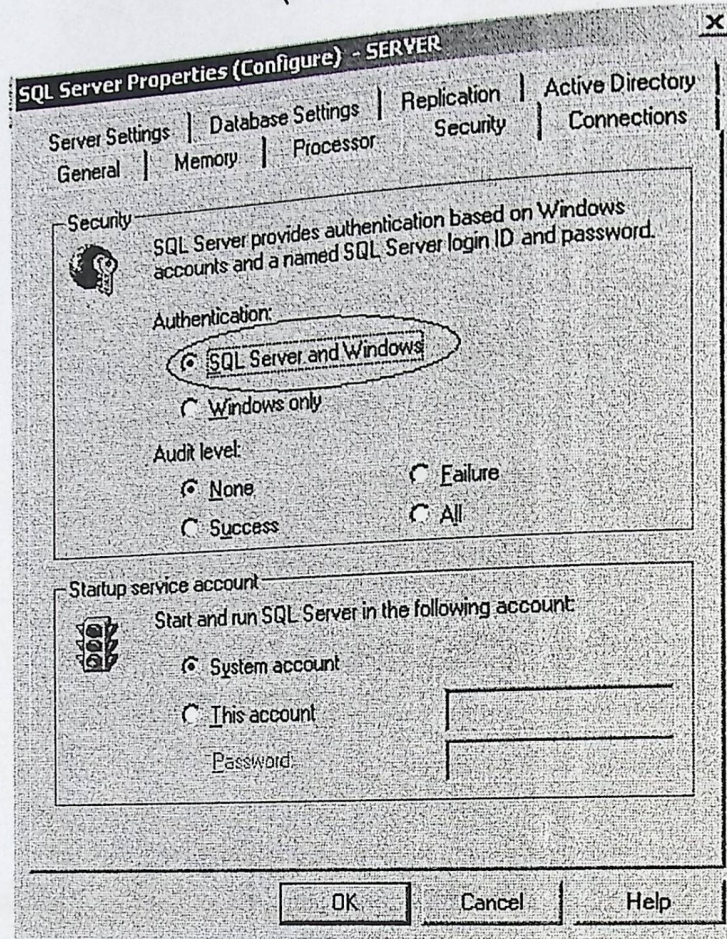 SQL Server Properties (Configure) - SERVER
Server Settings | Database Settings | Replication | Active Directory
General | Memory | Processor Security | Connections
Security
SQL Server provides authentication based on Windows
accounts and a named SQL Server login ID and password.
Authentication:
SQL Server and Windows
Windows only
Audit level:
None
Failure
Success
All
Startup service account
Start and run SQL Server in the following account:
System account
This account
Password:
OK Cancel Help